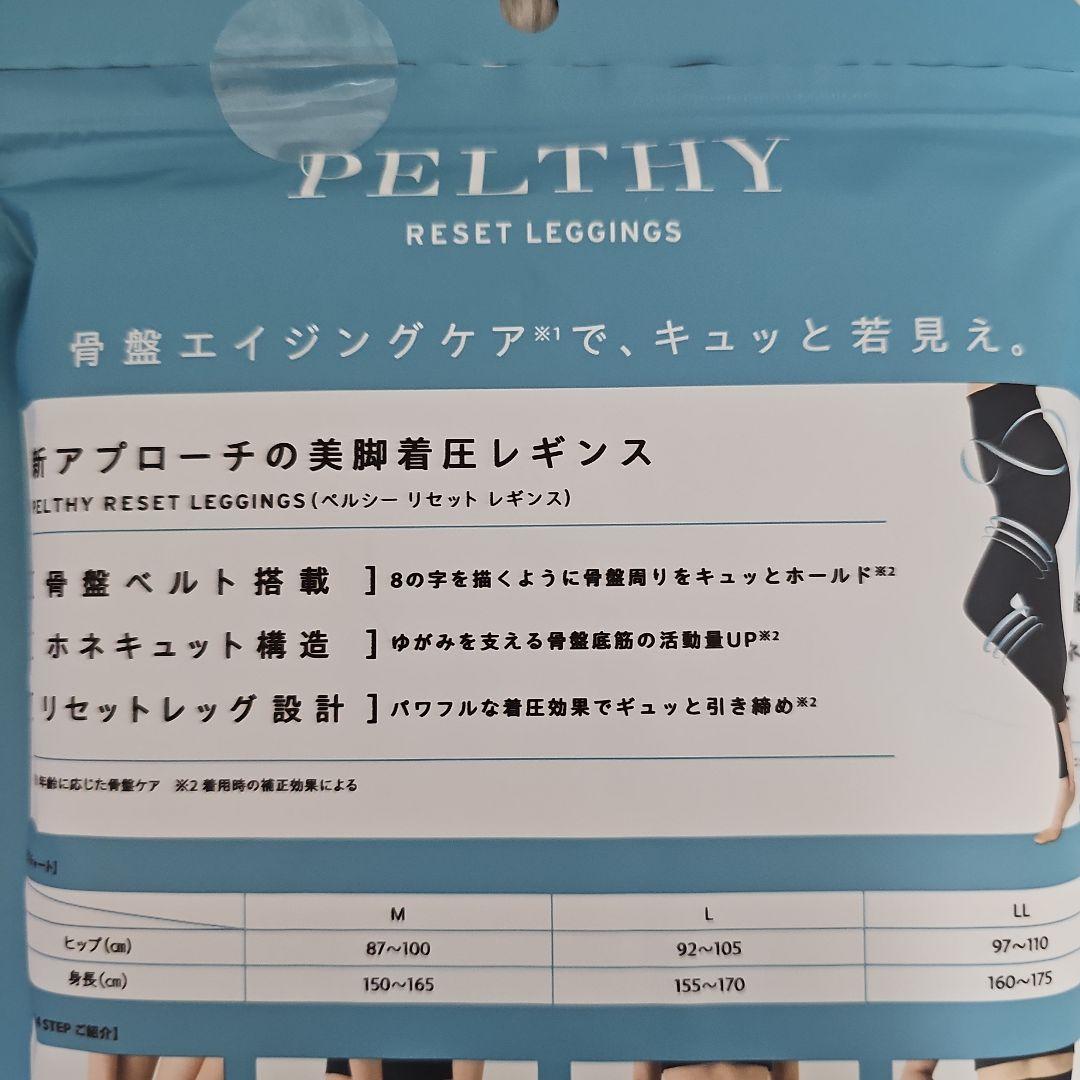 PELTHY
RESET LEGGINGS
骨盤エイジングケア※1で、キュッと若見え。
新アプローチの美脚着圧レギンス
PELTHY RESET LEGGINGS(ペルシー リセット レギンス)
[骨盤ベルト搭載] 8の字を描くように骨盤周りをキュッとホールド※2
[ホネキュット構造] ゆがみを支える骨盤底筋の活動量UP※2
[リセットレッグ設計] パワフルな着圧効果でギュッと引き締め※2
年齢に応じた骨盤ケア ※2 着用時の補正効果による
ャート]
M L LL
ヒップ(cm) 87〜100 92〜105 97〜110
身長(cm) 150〜165 155〜170 160〜175
STEP ご紹介]